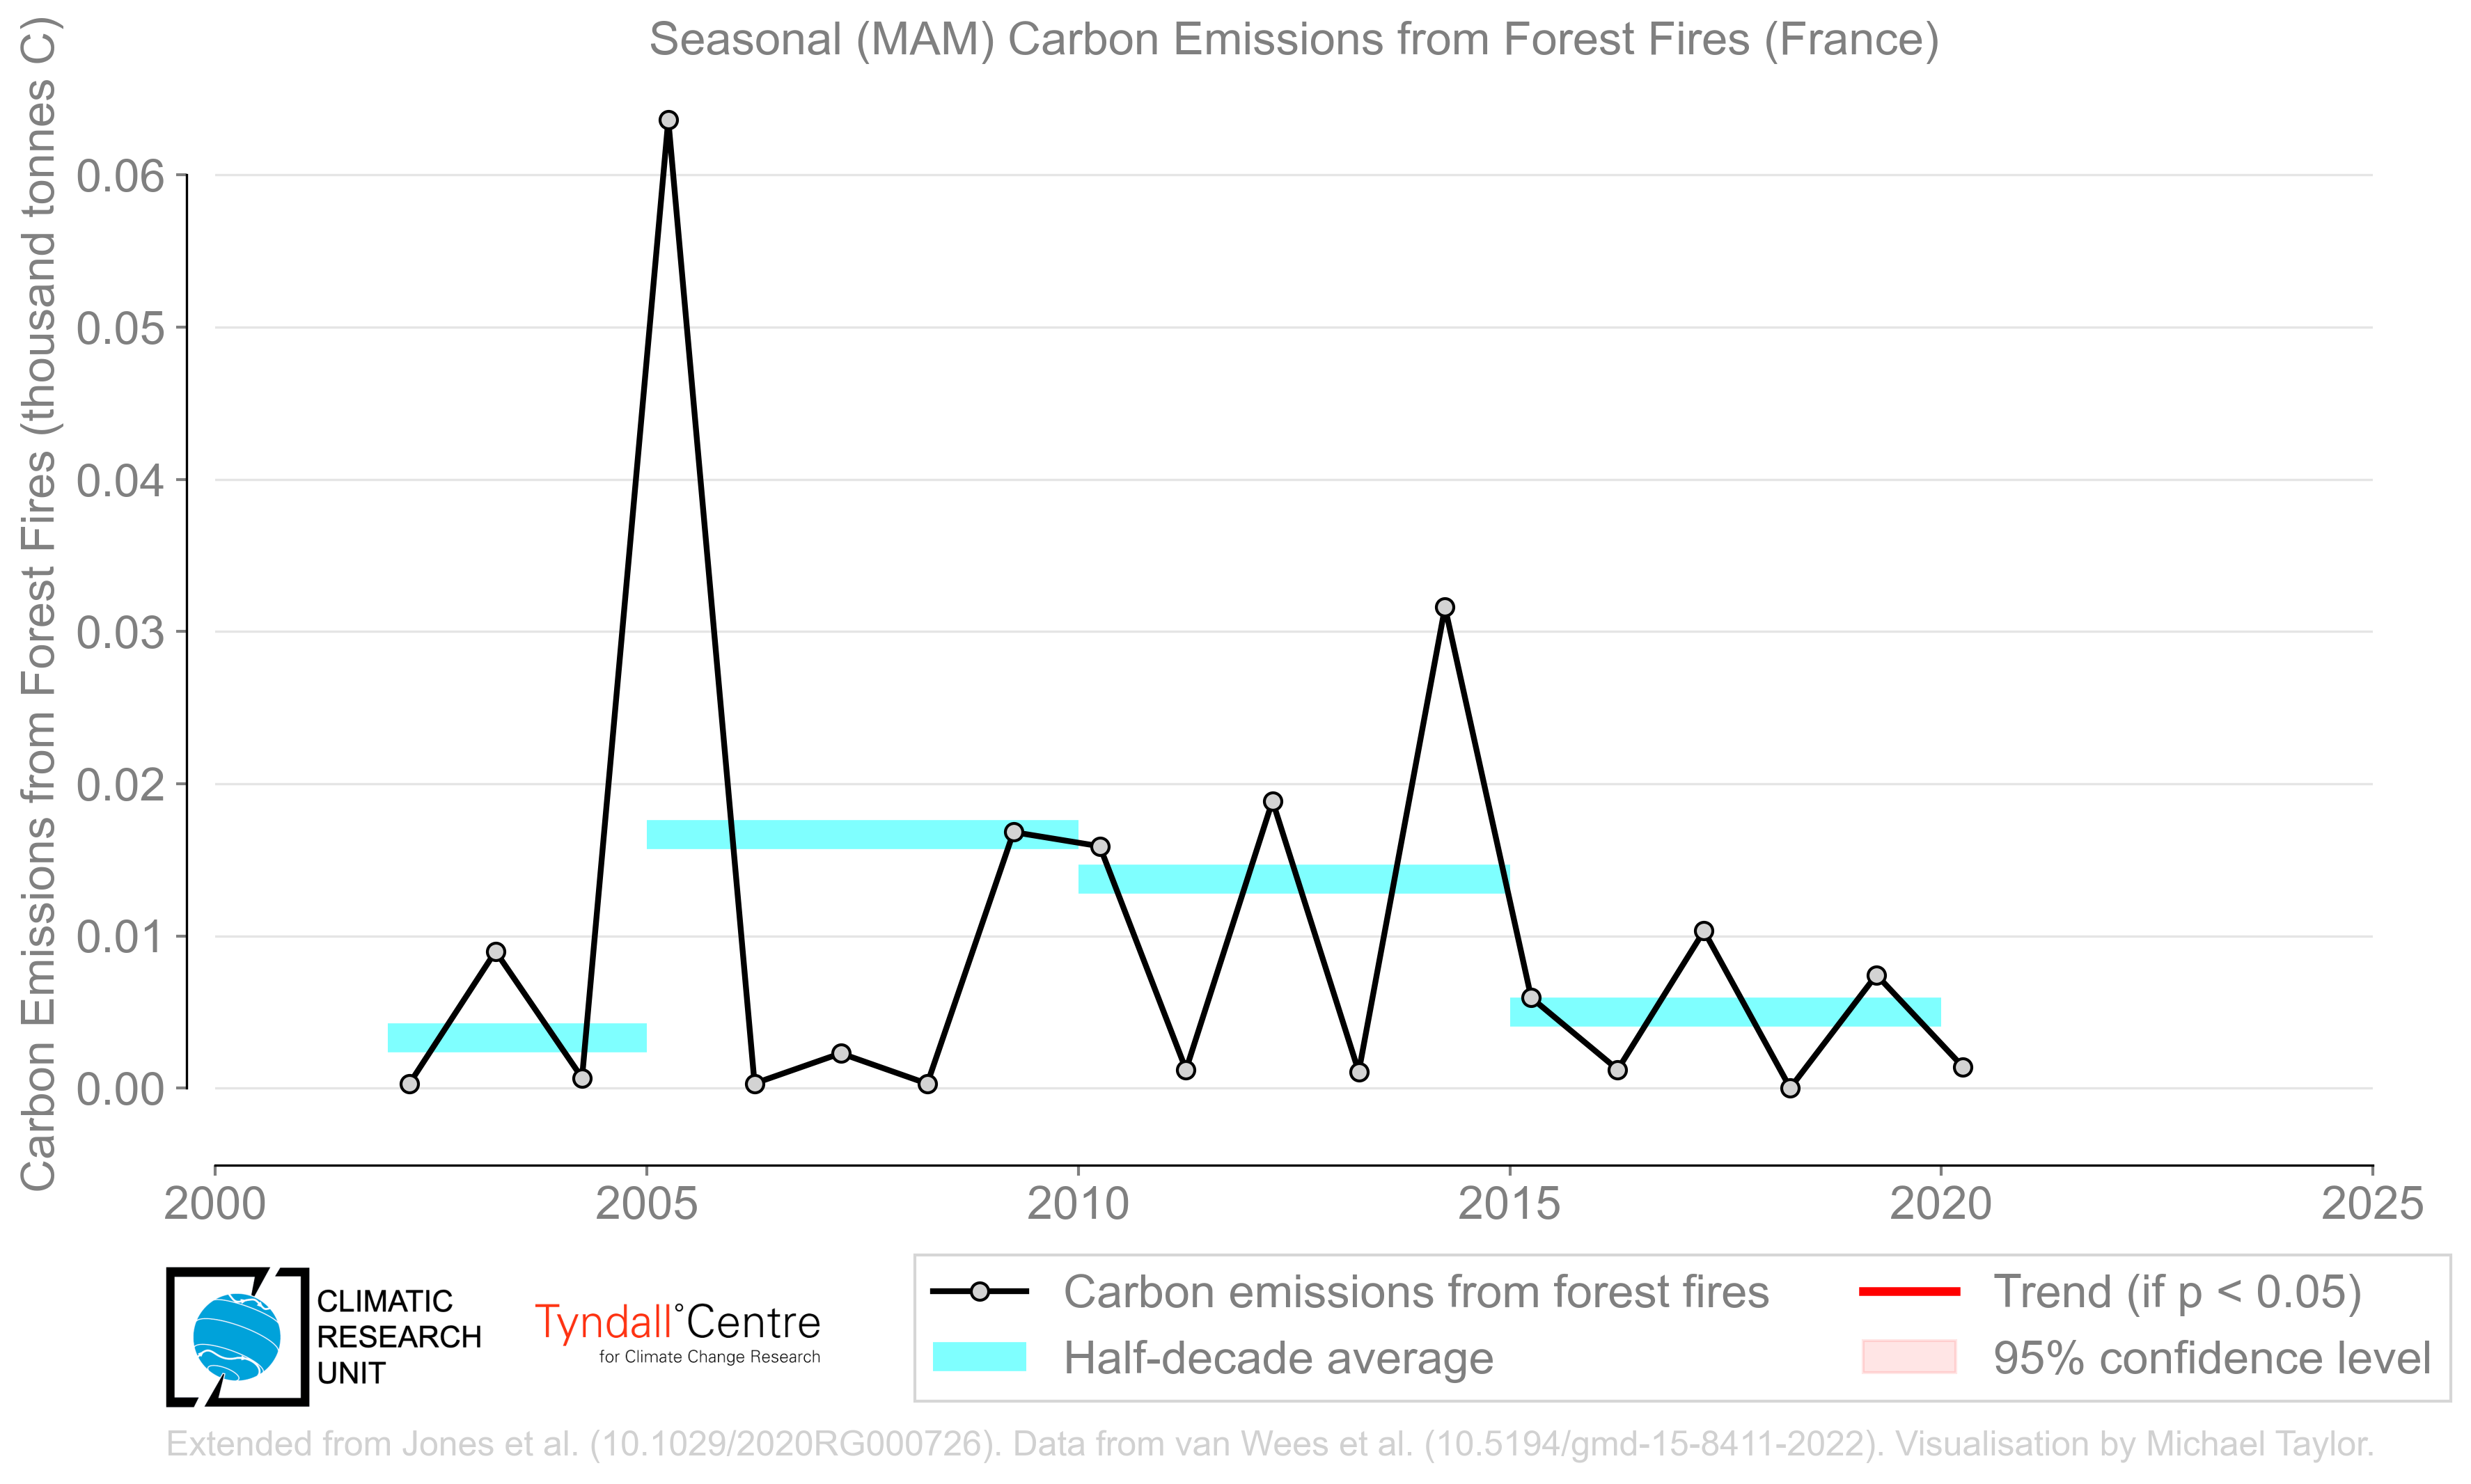 Seasonal (MAM) Carbon Emissions from Forest Fires (France)
Carbon Emissions from Forest Fires (thousand tonnes C)
0.06
0.05
0.04
0.03
0.02
0.01
0.00
2000 2005 2010 2015 2020 2025
CLIMATIC
RESEARCH
UNIT
Tyndall°Centre
for Climate Change Research
Carbon emissions from forest fires
Half-decade average
Trend (if p < 0.05)
95% confidence level
Extended from Jones et al. (10.1029/2020RG000726). Data from van Wees et al. (10.5194/gmd-15-8411-2022). Visualisation by Michael Taylor.